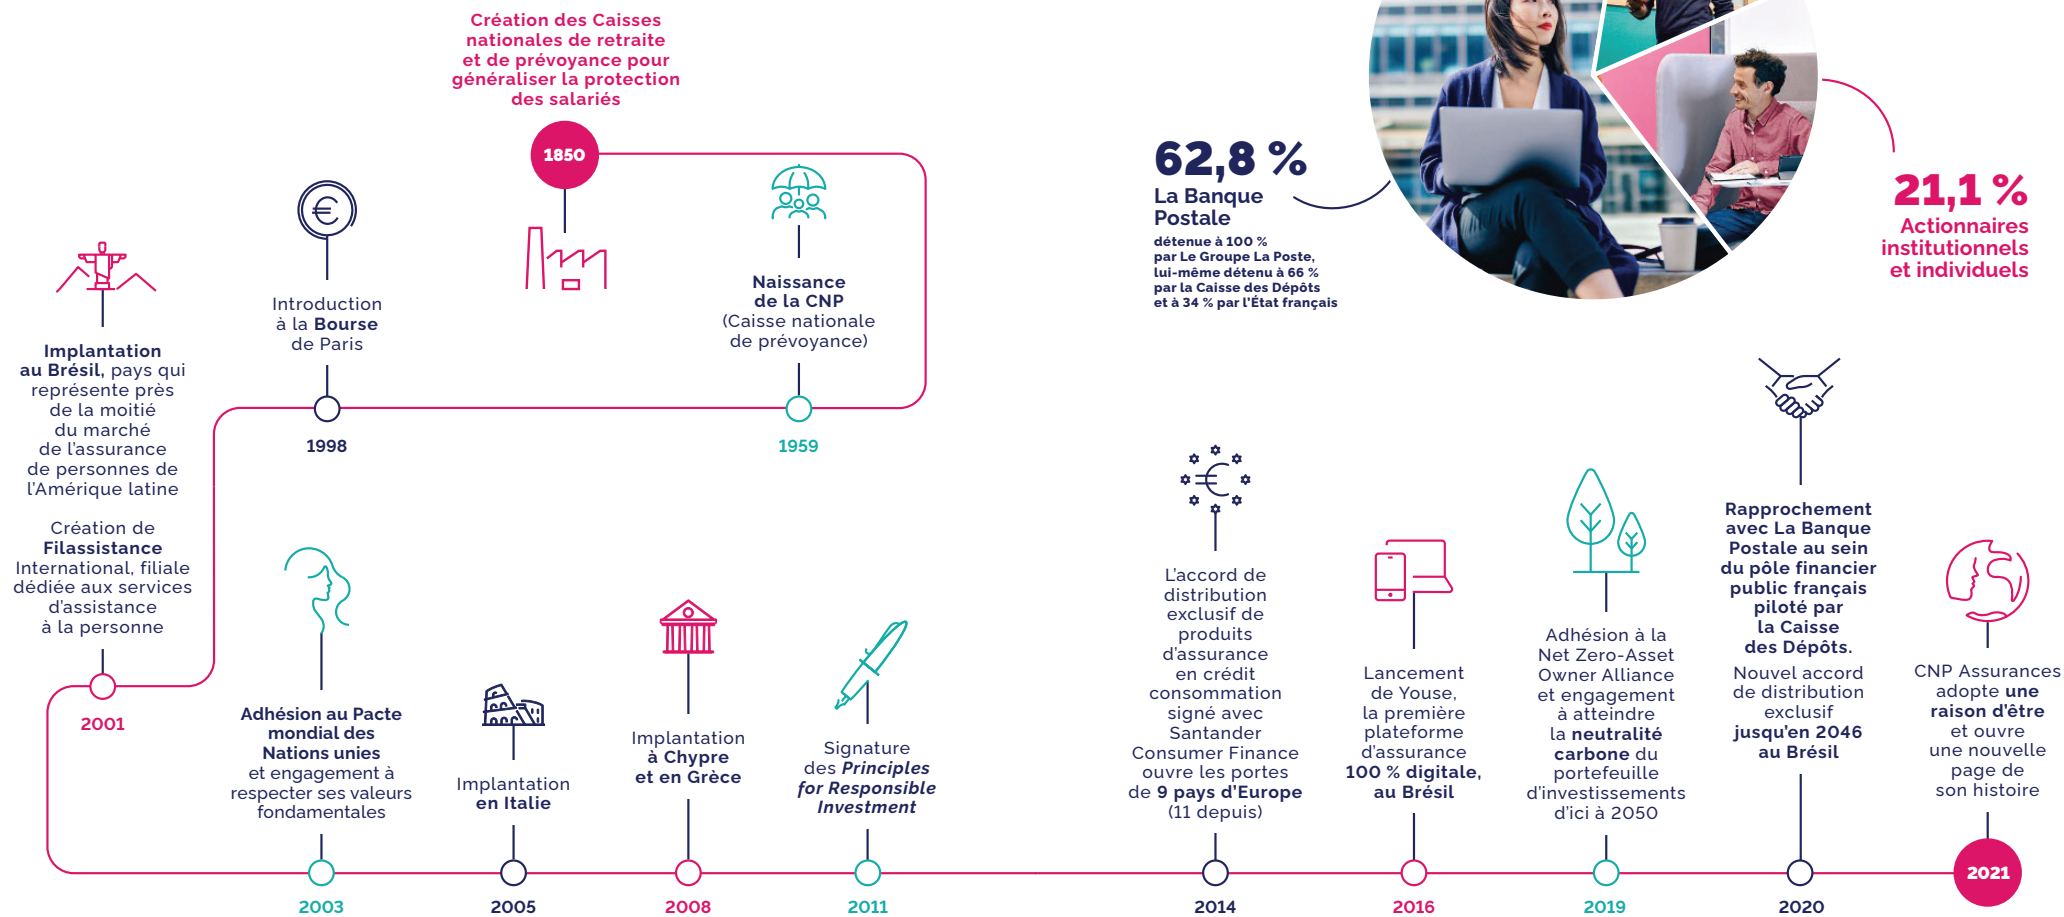 Création des Caisses
nationales de retraite
et de prévoyance pour
généraliser la protection
des salariés
1850
Naissance
de la CNP
(Caisse nationale
de prévoyance)
1959
Introduction
à la Bourse
de Paris
1998
Implantation
au Brésil, pays qui
représente près
de la moitié
du marché
de l'assurance
de personnes de
l'Amérique latine
Création de
Filassistance
International, filiale
dédiée aux services
d'assistance
à la personne
2001
Adhésion au Pacte
mondial des
Nations unies
et engagement à
respecter ses valeurs
fondamentales
2003
Implantation
en Italie
2005
Implantation
à Chypre
et en Grèce
2008
Signature
des Principles
for Responsible
Investment
2011
L'accord de
distribution
exclusif de
produits
d'assurance
en crédit
consommation
signé avec
Santander
Consumer Finance
ouvre les portes
de 9 pays d'Europe
(11 depuis)
2014
Lancement
de Youse,
la première
plateforme
d'assurance
100 % digitale,
au Brésil
2016
Adhésion à la
Net Zero-Asset
Owner Alliance
et engagement
à atteindre
la neutralité
carbone du
portefeuille
d'investissements
d'ici à 2050
2019
Rapprochement
avec La Banque
Postale au sein
du pôle financier
public français
piloté par
la Caisse
des Dépôts.
Nouvel accord
de distribution
exclusif
jusqu'en 2046
au Brésil
2020
CNP Assurances
adopte une
raison d'être
et ouvre
une nouvelle
page de
son histoire
2021
62,8 %
La Banque
Postale
détenue à 100 %
par Le Groupe La Poste,
lui-même détenu à 66 %
par la Caisse des Dépôts
et à 34 % par l'État français
21,1 %
Actionnaires
institutionnels
et individuels